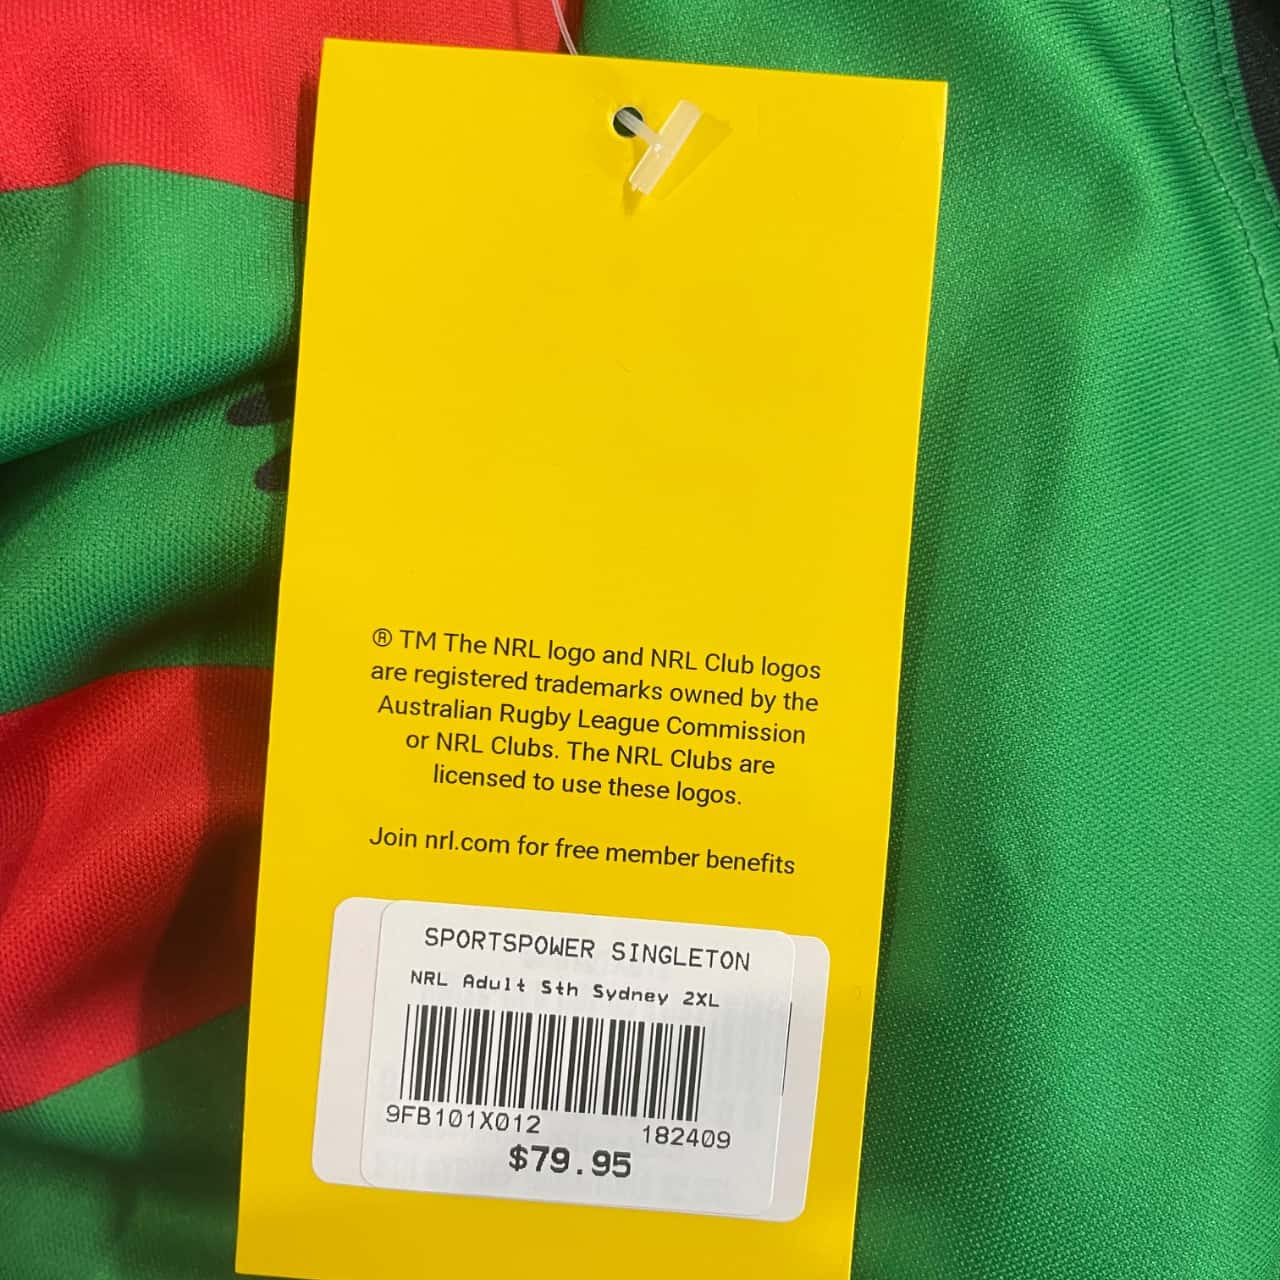 ® TM The NRL logo and NRL Club logos
are registered trademarks owned by the
Australian Rugby League Commission
or NRL Clubs. The NRL Clubs are
licensed to use these logos.
Join nrl.com for free member benefits
SPORTSPOWER SINGLETON
NRL Adult Sth Sydney 2XL
9FB101X012 182409
$79.95